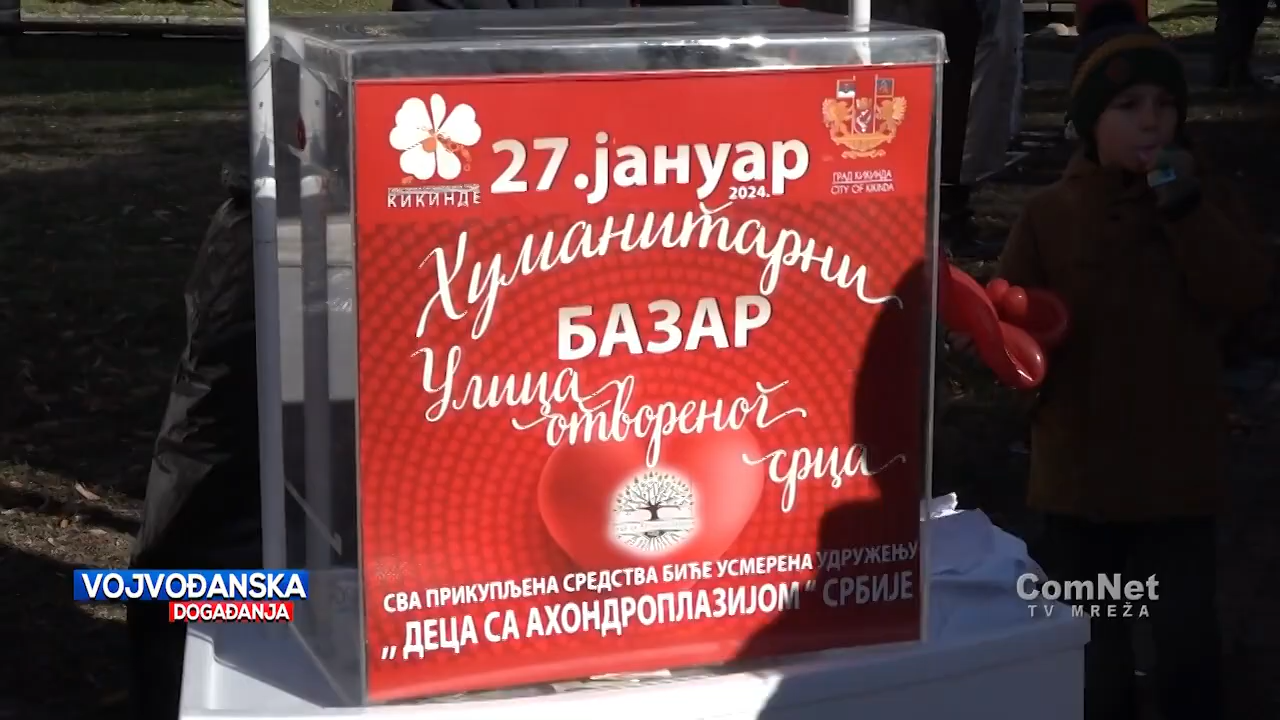 27.јануар
2024.
КИКИНДЕ
ГРАД КИКИНДА
CITY OF KIKINDA
Хуманитарни
БАЗАР
Улица
отвореног
срца
СВА ПРИКУПЉЕНА СРЕДСТВА БИЋЕ УСМЕРЕНА УДРУЖЕЊУ
,, ДЕЦА СА АХОНДРОПЛАЗИЈОМ " СРБИЈЕ
VOJVOĐANSKA
DOGAĐANJA
ComNet
TV MREŽA